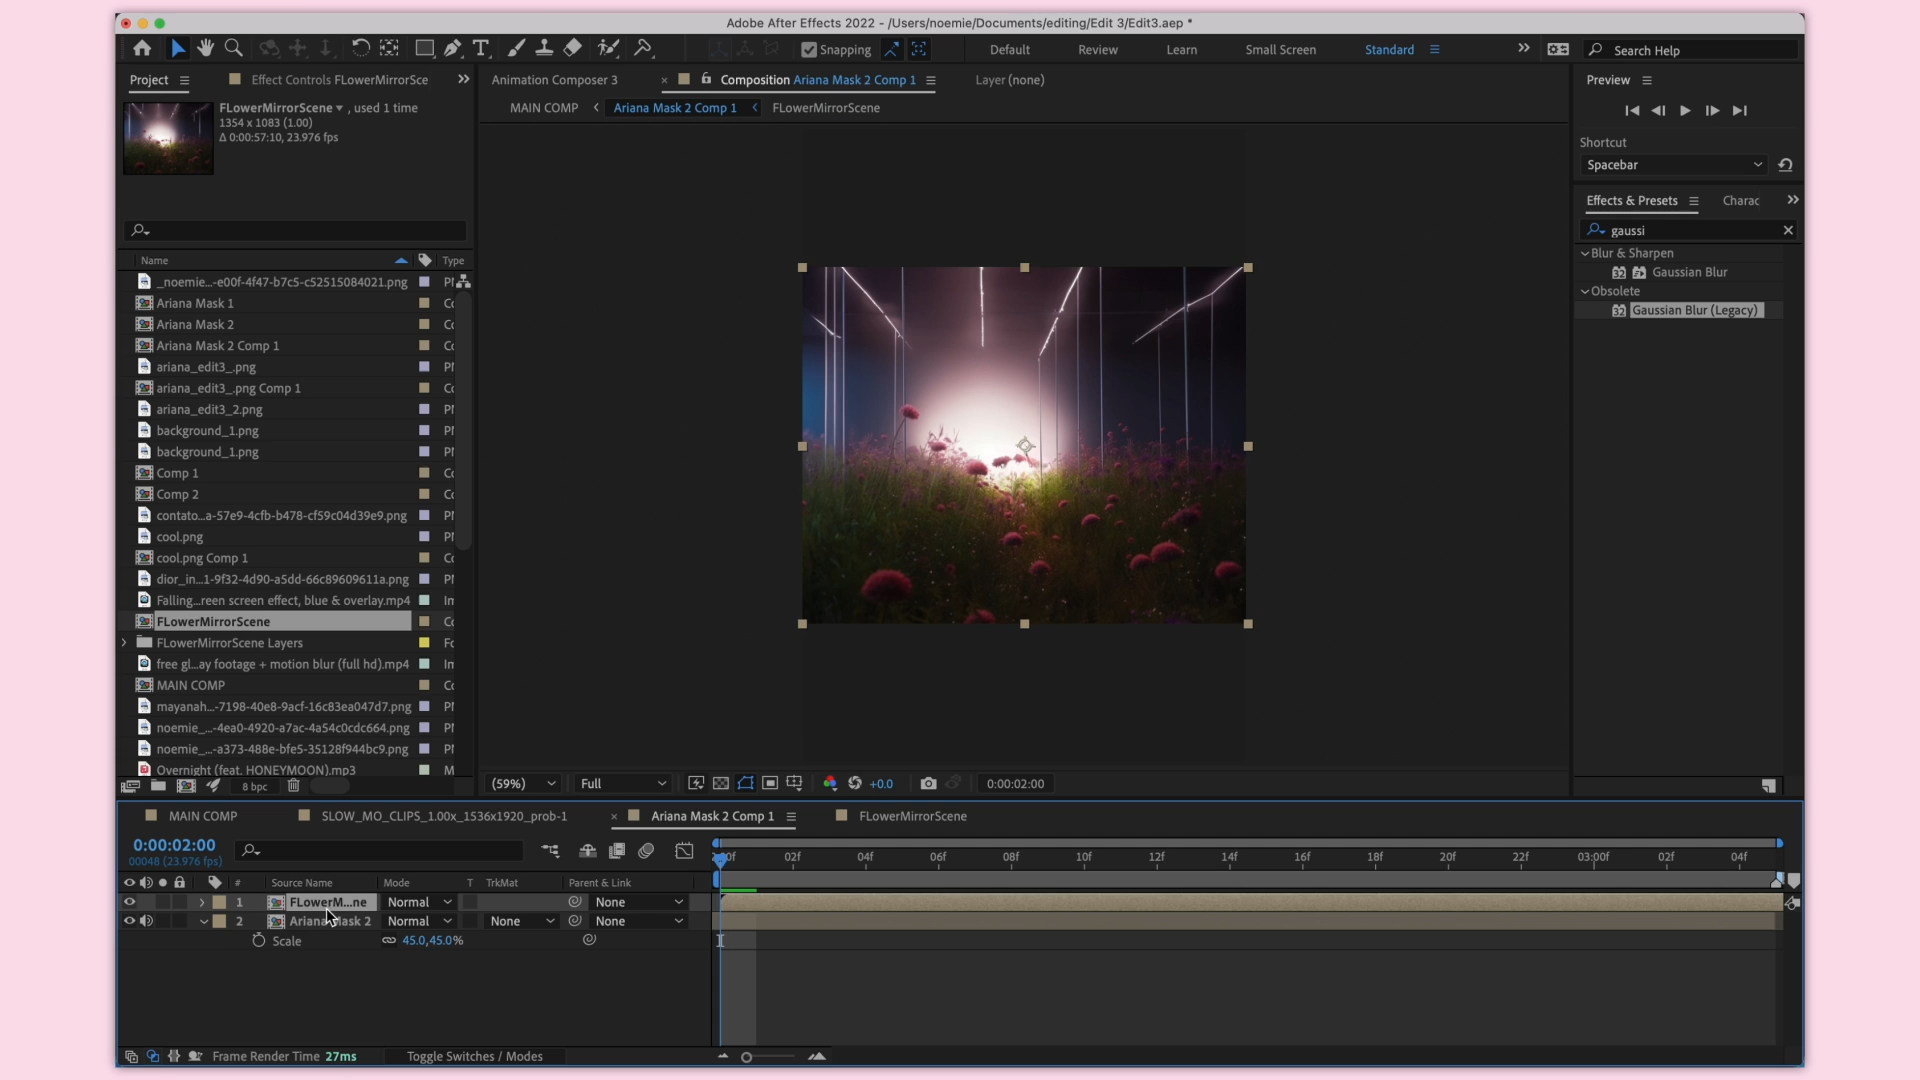 Adobe After Effects 2022 - /Users/noemie/Documents/editing/Edit 3/Edit3.aep *
Snapping
Default
Review
Learn
Small Screen
Standard
Search Help
Project
Effect Controls FLowerMirrorSce
Animation Composer 3
Composition Ariana Mask 2 Comp 1
Layer (none)
MAIN COMP
Ariana Mask 2 Comp 1
FLowerMirrorScene
FLowerMirrorScene , used 1 time
1354 x 1083 (1.00)
Δ 0:00:57:10, 23.976 fps
Preview
Shortcut
Spacebar
Effects & Presets
Charac
gaussi
Blur & Sharpen
32 Gaussian Blur
Obsolete
32 Gaussian Blur (Legacy)
Name
Type
_noemie...-e00f-4f47-b7c5-c52515084021.png
Ariana Mask 1
Ariana Mask 2
Ariana Mask 2 Comp 1
ariana_edit3_.png
ariana_edit3_.png Comp 1
ariana_edit3_2.png
background_1.png
background_1.png
Comp 1
Comp 2
contato...a-57e9-4cfb-b478-cf59c04d39e9.png
cool.png
cool.png Comp 1
dior_in...1-9f32-4d90-a5dd-66c89609611a.png
Falling...reen screen effect, blue & overlay.mp4
FLowerMirrorScene
FLowerMirrorScene Layers
free gl...ay footage + motion blur (full hd).mp4
MAIN COMP
mayanah...-7198-40e8-9acf-16c83ea047d7.png
noemie_...-4ea0-4920-a7ac-4a54c0cdc664.png
noemie_...-a373-488e-bfe5-35128f944bc9.png
Overnight (feat. HONEYMOON).mp3
8 bpc
(59%)
Full
+0.0
0:00:02:00
MAIN COMP
SLOW_MO_CLIPS_1.00x_1536x1920_prob-1
Ariana Mask 2 Comp 1
FLowerMirrorScene
0:00:02:00
00048 (23.976 fps)
02f 04f 06f 08f 10f 12f 14f 16f 18f 20f 22f 03:00f 02f 04f
# Source Name Mode T TrkMat Parent & Link
1 FLowerM...ne Normal None
2 Ariana Mask 2 Normal None None
Scale 45.0,45.0%
Frame Render Time 27ms
Toggle Switches / Modes